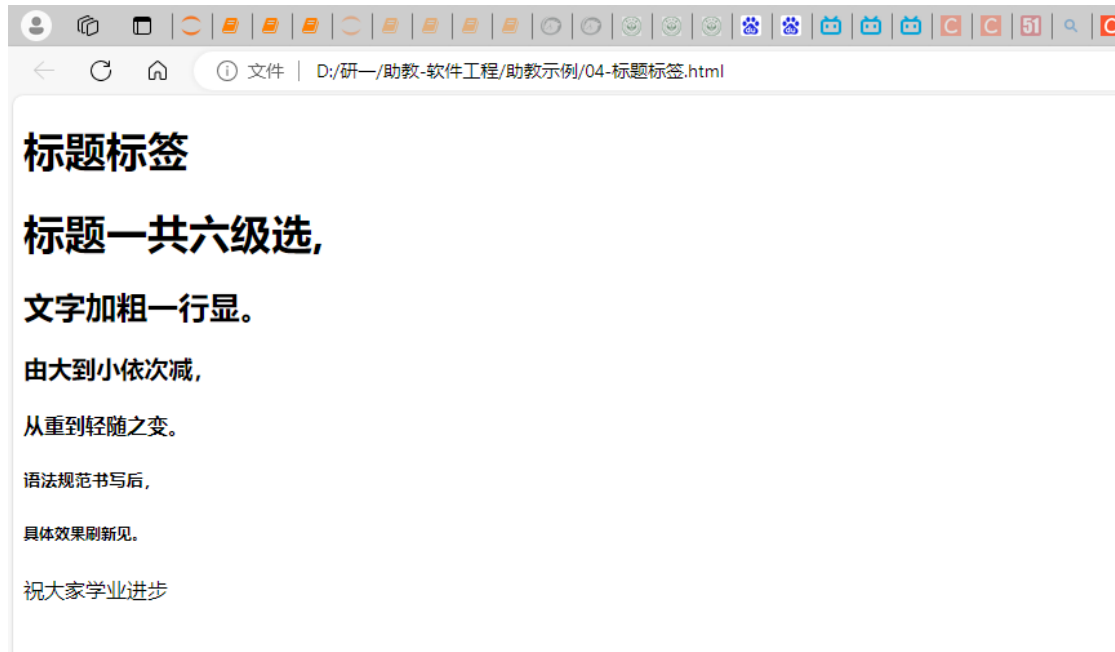 文件 D:/研一/助教-软件工程/助教示例/04-标题标签.html
标题标签
标题一共六级选,
文字加粗一行显。
由大到小依次减,
从重到轻随之变。
语法规范书写后,
具体效果刷新见。
祝大家学业进步